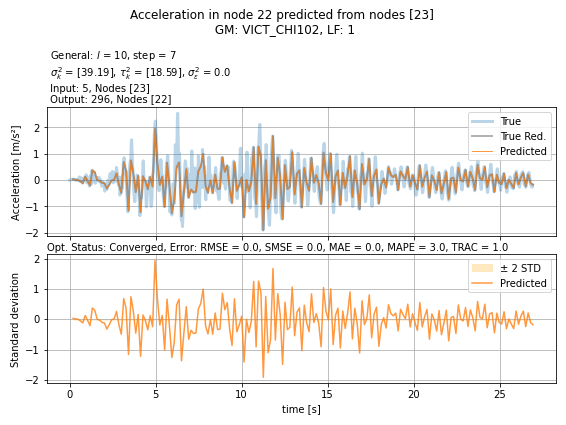 Acceleration in node 22 predicted from nodes [23]
GM: VICT_CHI102, LF: 1
General: l = 10, step = 7
σ²ₖ = [39.19], τ²ₖ = [18.59], σ²ε = 0.0
Input: 5, Nodes [23]
Output: 296, Nodes [22]
Acceleration [m/s²]
2
1
0
−1
−2
True
True Red.
Predicted
Opt. Status: Converged, Error: RMSE = 0.0, SMSE = 0.0, MAE = 0.0, MAPE = 3.0, TRAC = 1.0
Standard deviation
2
1
0
−1
−2
± 2 STD
Predicted
0 5 10 15 20 25
time [s]